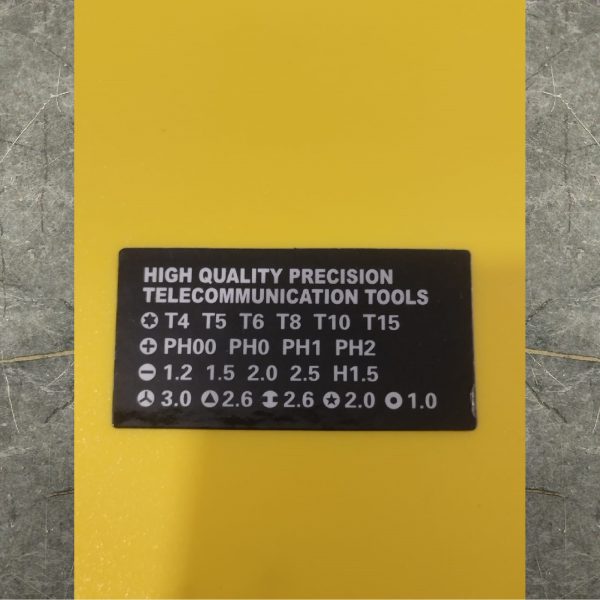 HIGH QUALITY PRECISION
TELECOMMUNICATION TOOLS
T4 T5 T6 T8 T10 T15
PH00 PH0 PH1 PH2
1.2 1.5 2.0 2.5 H1.5
3.0 2.6 2.6 2.0 1.0